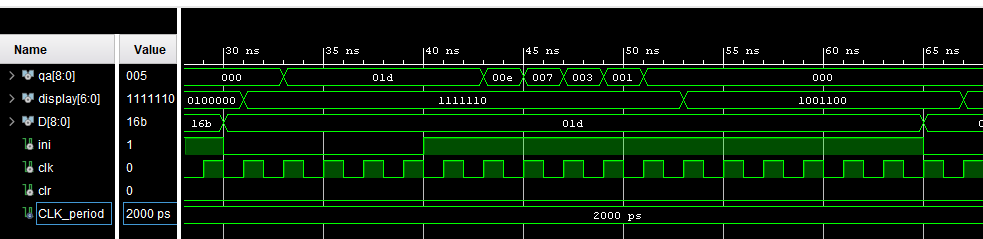 Name Value 30 ns 35 ns 40 ns 45 ns 50 ns 55 ns 60 ns 65 ns
qa[8:0] 005 000 01d 00e 007 003 001 000
display[6:0] 1111110 0100000 1111110 1001100
D[8:0] 16b 16b 01d
ini 1
clk 0
clr 0
CLK_period 2000 ps 2000 ps